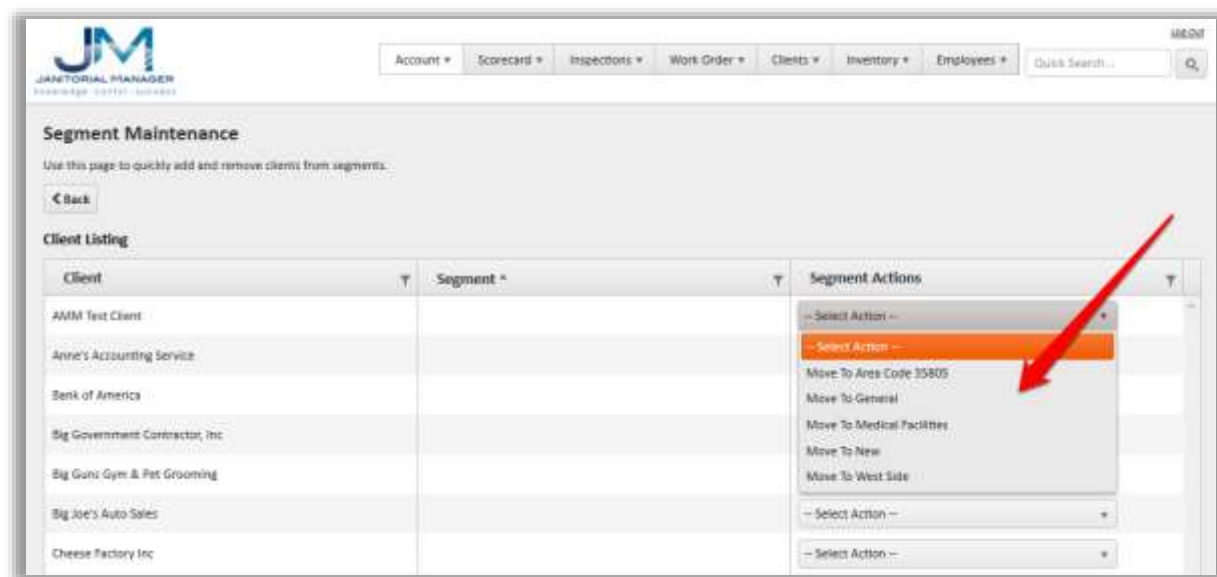 Log Out
JM
JANITORIAL MANAGER
Account Scorecard Inspections Work Order Clients Inventory Employees Quick Search...
Segment Maintenance
Use this page to quickly add and remove clients from segments.
Back
Client Listing
Client Segment Segment Actions
AMM Test Client -- Select Action --
-- Select Action --
Anne's Accounting Service
Move To Area Code 35805
Bank of America Move To General
Move To Medical Facilities
Big Government Contractor, Inc
Move To New
Big Guns Gym & Pet Grooming Move To West Side
Big Joe's Auto Sales -- Select Action --
Cheese Factory Inc -- Select Action --